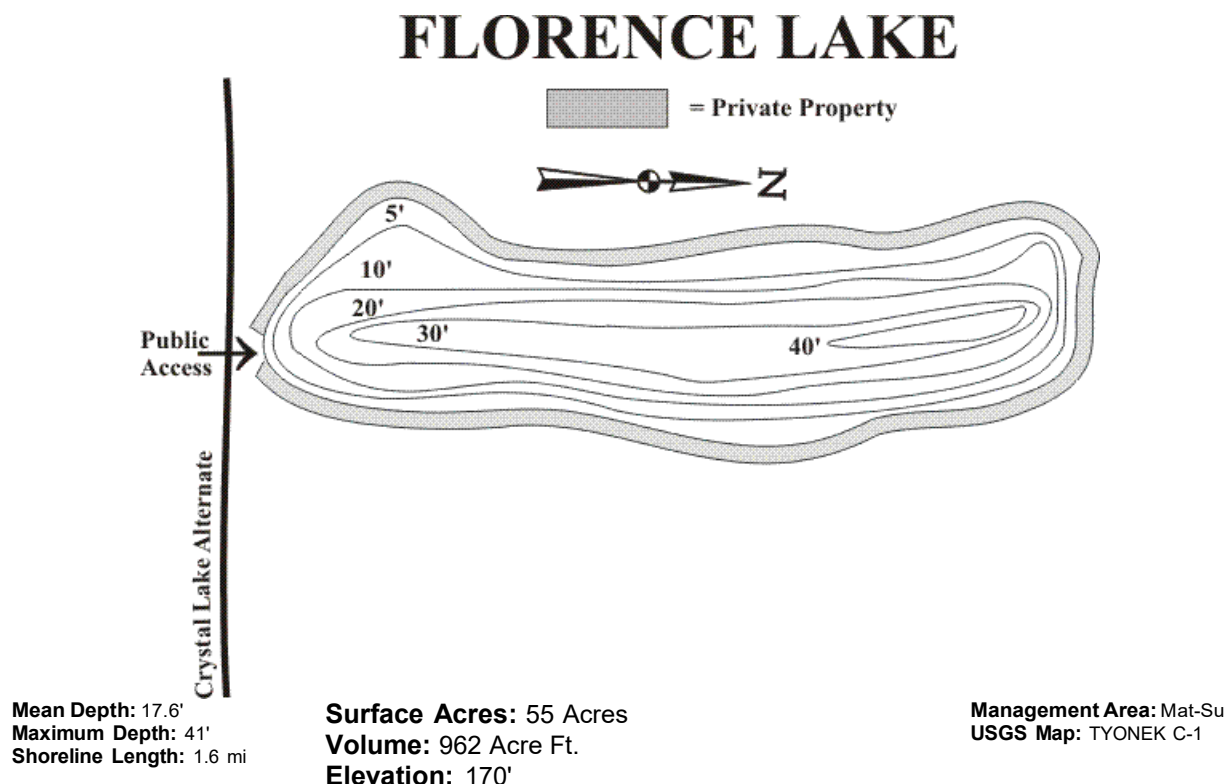 FLORENCE LAKE
= Private Property
N
5'
10'
20'
30'
40'
Public
Access
Crystal Lake Alternate
Mean Depth: 17.6'
Maximum Depth: 41'
Shoreline Length: 1.6 mi
Surface Acres: 55 Acres
Volume: 962 Acre Ft.
Elevation: 170'
Management Area: Mat-Su
USGS Map: TYONEK C-1